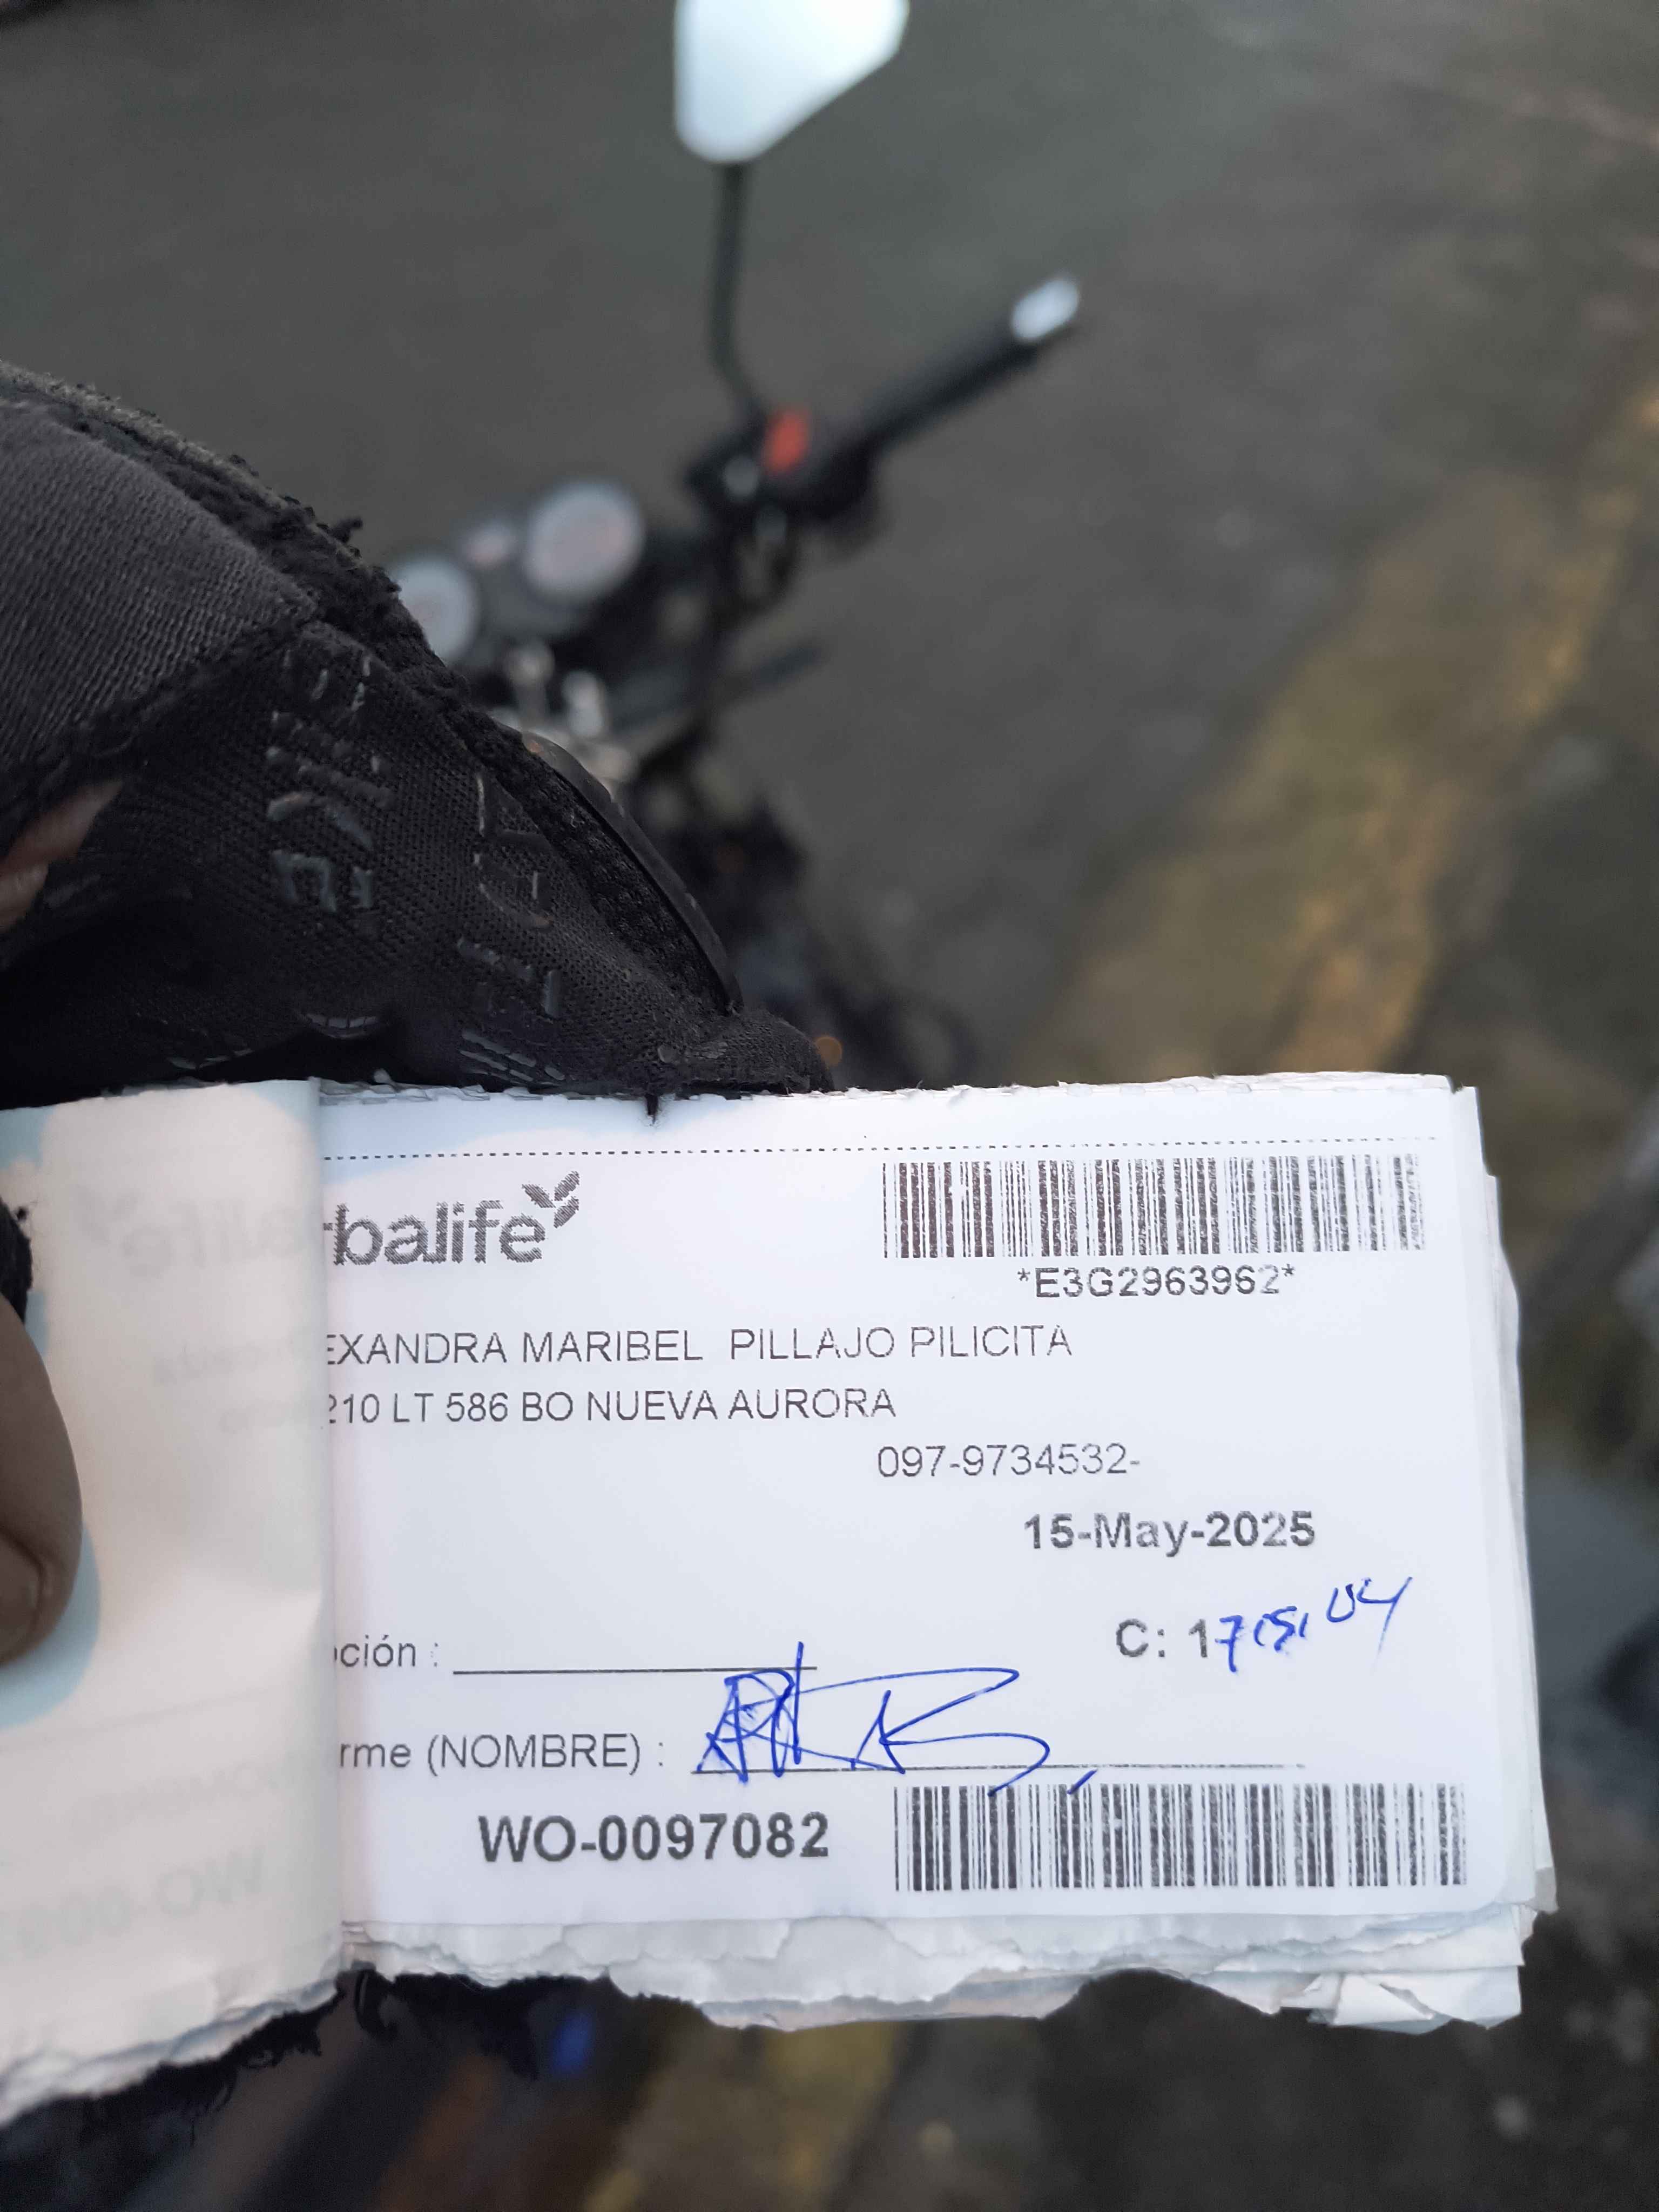 rbalife
*E3G2963962*
EXANDRA MARIBEL PILLAJO PILICITA
210 LT 586 BO NUEVA AURORA
097-9734532-
15-May-2025
ción :
C: 17
rme (NOMBRE) :
WO-0097082